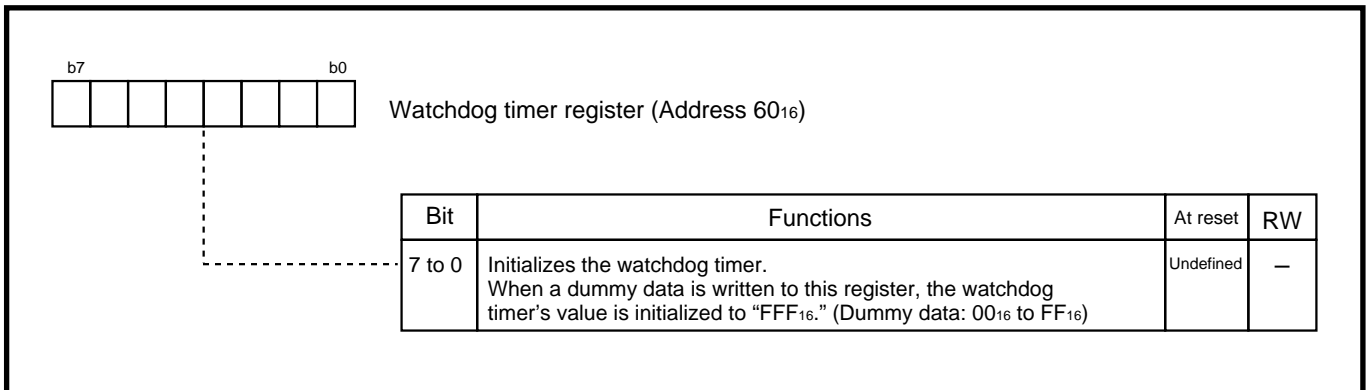 b7 b0
Watchdog timer register (Address 60₁₆)
Bit Functions At reset RW
7 to 0 Initializes the watchdog timer. Undefined –
When a dummy data is written to this register, the watchdog
timer’s value is initialized to “FFF₁₆.” (Dummy data: 00₁₆ to FF₁₆)